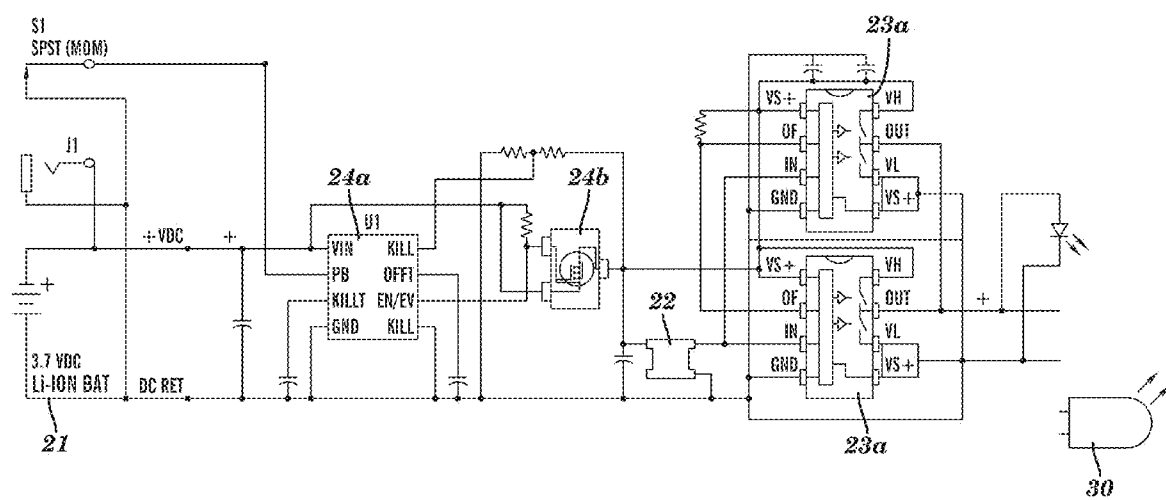 S1
SPST (MOM)
J1
÷ VDC
+
+
3.7 VDC
Li-ION BAT
DC RET
21
24a
U1
VIN KILL
PB OFFT
KILLT EN/EV
GND KILL
24b
22
23a
VS+ VH
OF OUT
IN VL
GND VS+
VS+ VH
OF OUT
+
IN VL
GND VS+
23a
30